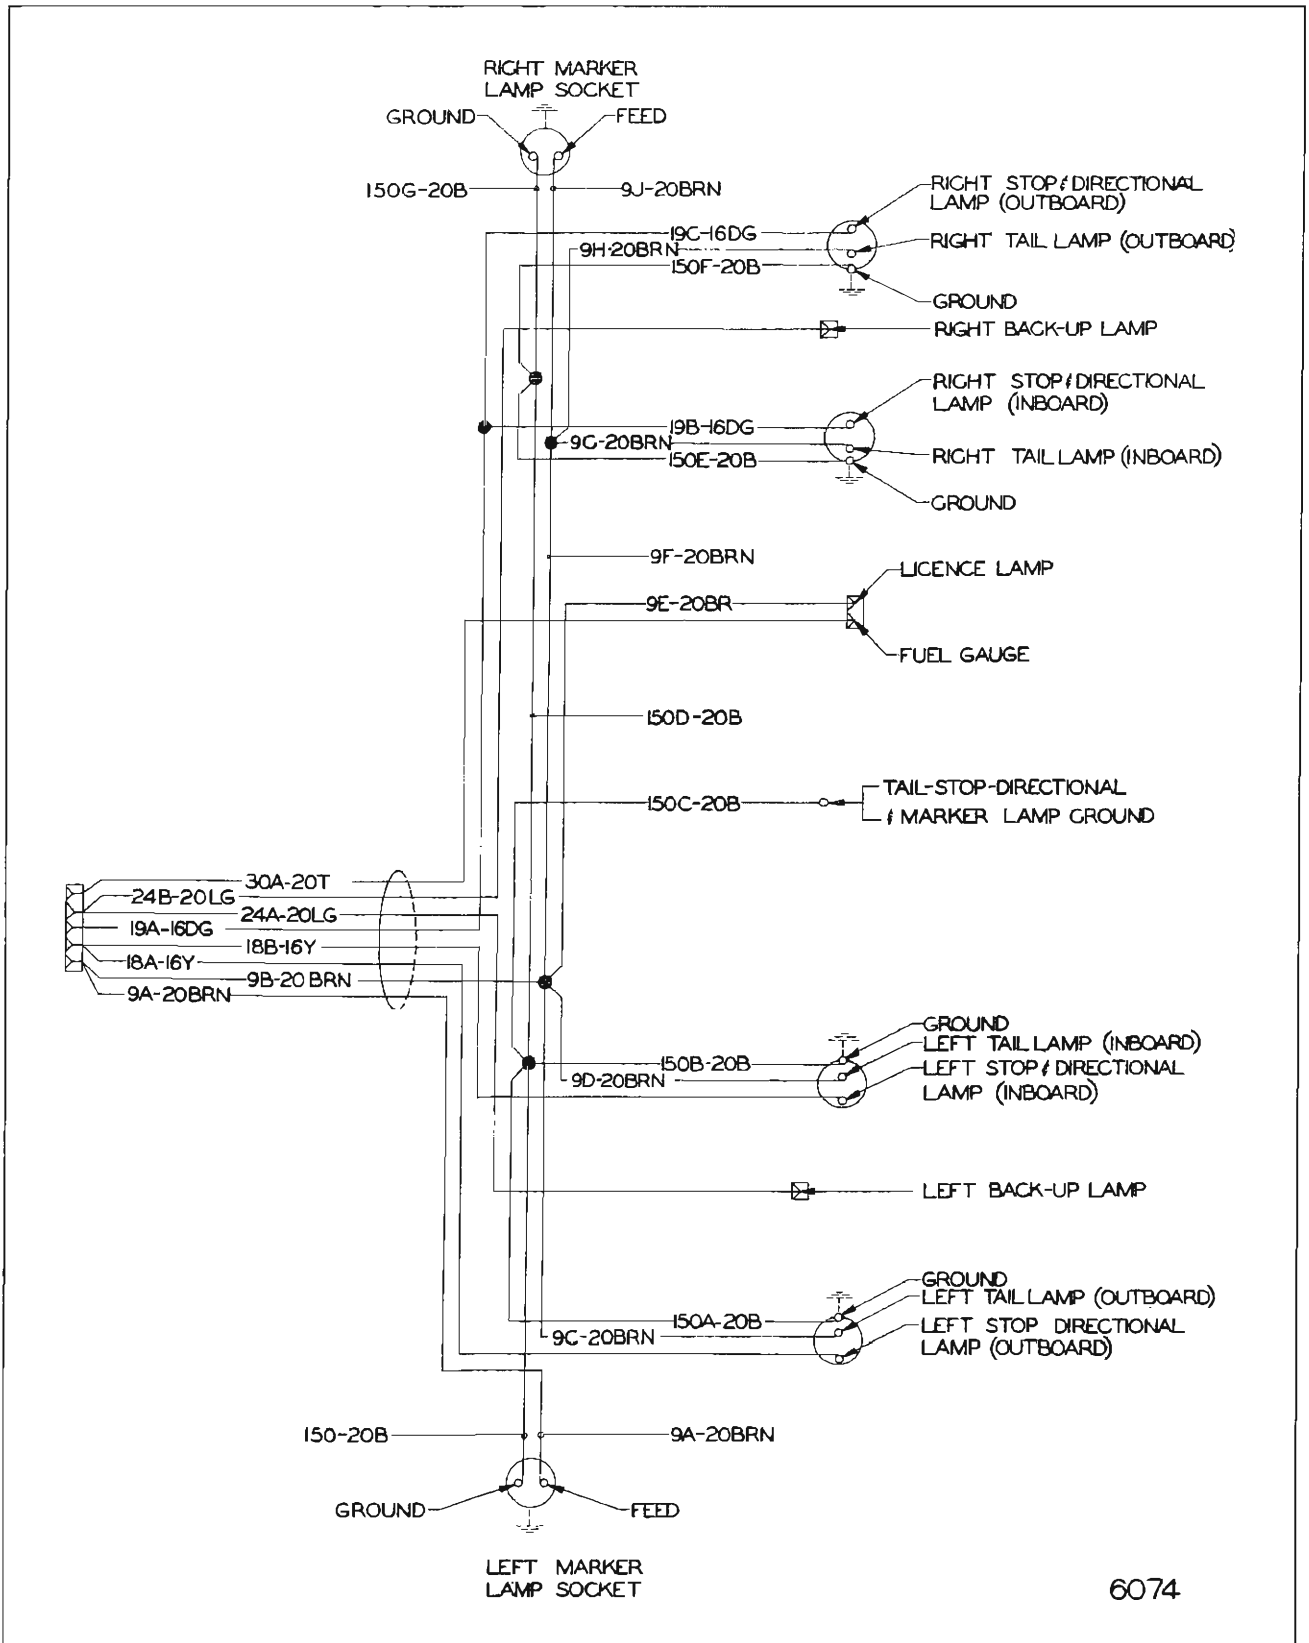 RIGHT MARKER
LAMP SOCKET
GROUND
FEED
150G-20B
9J-20BRN
RIGHT STOP & DIRECTIONAL
LAMP (OUTBOARD)
19C-16DG
9H-20BRN
RIGHT TAIL LAMP (OUTBOARD)
150F-20B
GROUND
RIGHT BACK-UP LAMP
RIGHT STOP & DIRECTIONAL
LAMP (INBOARD)
19B-16DG
9G-20BRN
RIGHT TAIL LAMP (INBOARD)
150E-20B
GROUND
9F-20BRN
LICENCE LAMP
9E-20BR
FUEL GAUGE
150D-20B
TAIL-STOP-DIRECTIONAL
150C-20B
& MARKER LAMP GROUND
30A-20T
24B-20LG
24A-20LG
19A-16DG
18B-16Y
18A-16Y
9B-20 BRN
9A-20BRN
GROUND
LEFT TAIL LAMP (INBOARD)
150B-20B
LEFT STOP & DIRECTIONAL
LAMP (INBOARD)
9D-20BRN
LEFT BACK-UP LAMP
GROUND
LEFT TAIL LAMP (OUTBOARD)
150A-20B
LEFT STOP DIRECTIONAL
LAMP (OUTBOARD)
9C-20BRN
150-20B
9A-20BRN
GROUND
FEED
LEFT MARKER
LAMP SOCKET
6074